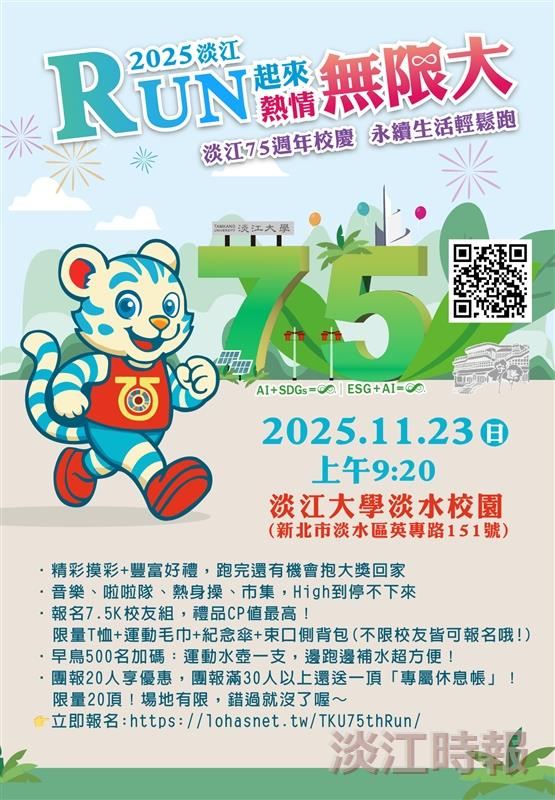 2025淡江
RUN起來
熱情無限大
淡江75週年校慶 永續生活輕鬆跑
TAMKANG UNIVERSITY 淡江大學
75
AI+SDGs=∞ | ESG+AI=∞
75
2025.11.23日
上午9:20
淡江大學淡水校園
(新北市淡水區英專路151號)
・精彩摸彩+豐富好禮，跑完還有機會抱大獎回家
・音樂、啦啦隊、熱身操、市集，High到停不下來
・報名7.5K校友組，禮品CP值最高！
限量T恤+運動毛巾+紀念傘+束口側背包(不限校友皆可報名哦!)
・早鳥500名加碼：運動水壺一支，邊跑邊補水超方便！
・團報20人享優惠，團報滿30人以上還送一頂「專屬休息帳」！
限量20頂！場地有限，錯過就沒了喔～
👉立即報名:https://lohasnet.tw/TKU75thRun/
淡江時報